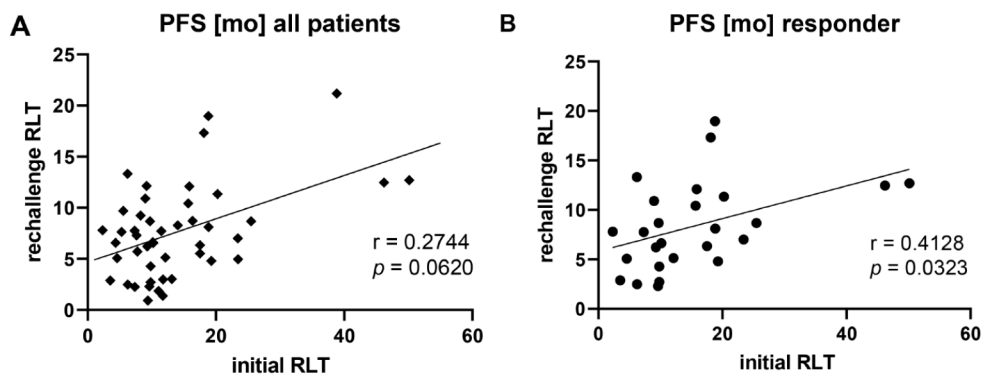 A
PFS [mo] all patients
rechallenge RLT
25
20
15
10
5
0
r = 0.2744
p = 0.0620
0 20 40 60
initial RLT
B
PFS [mo] responder
rechallenge RLT
25
20
15
10
5
0
r = 0.4128
p = 0.0323
0 20 40 60
initial RLT